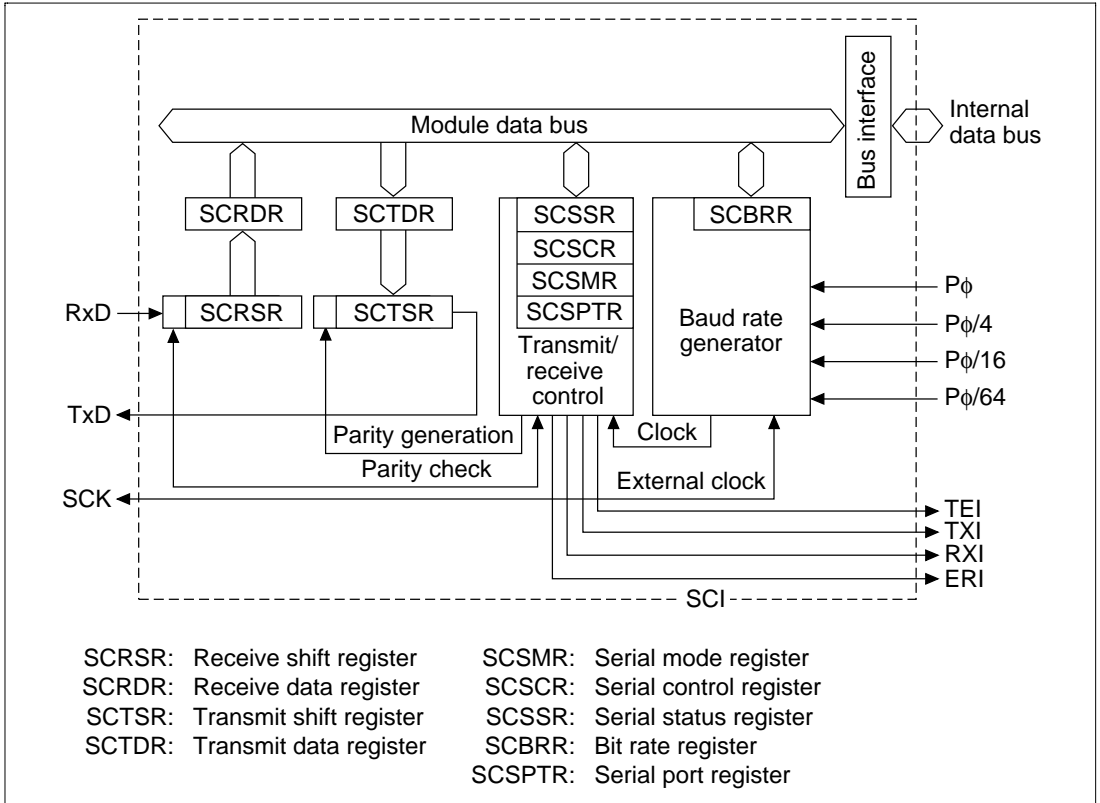 Module data bus
Bus interface
Internal
data bus
SCRDR
SCTDR
SCSSR
SCBRR
SCSCR
SCSMR
SCRSR
SCTSR
SCSPTR
RxD
Transmit/
receive
control
Baud rate
generator
Pϕ
Pϕ/4
Pϕ/16
Pϕ/64
TxD
Parity generation
Clock
Parity check
External clock
SCK
TEI
TXI
RXI
ERI
SCI
SCRSR: Receive shift register
SCRDR: Receive data register
SCTSR: Transmit shift register
SCTDR: Transmit data register
SCSMR: Serial mode register
SCSCR: Serial control register
SCSSR: Serial status register
SCBRR: Bit rate register
SCSPTR: Serial port register